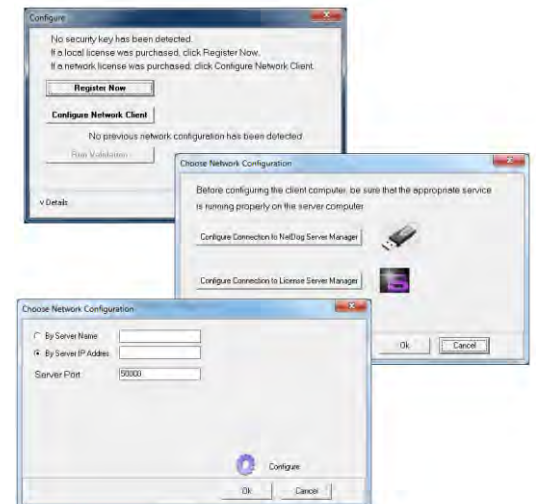 Configure
No security key has been detected.
If a local license was purchased, click Register Now.
If a network license was purchased, click Configure Network Client.
Register Now
Configure Network Client
No previous network configuration has been detected
Run Validation
v Details
Choose Network Configuration
Before configuring the client computer, be sure that the appropriate service
is running properly on the server computer
Configure Connection to NetDog Server Manager
Configure Connection to License Server Manager
Ok
Cancel
Choose Network Configuration
By Server Name
By Server IP Addres
Server Port
50000
Configure
Ok
Cancel